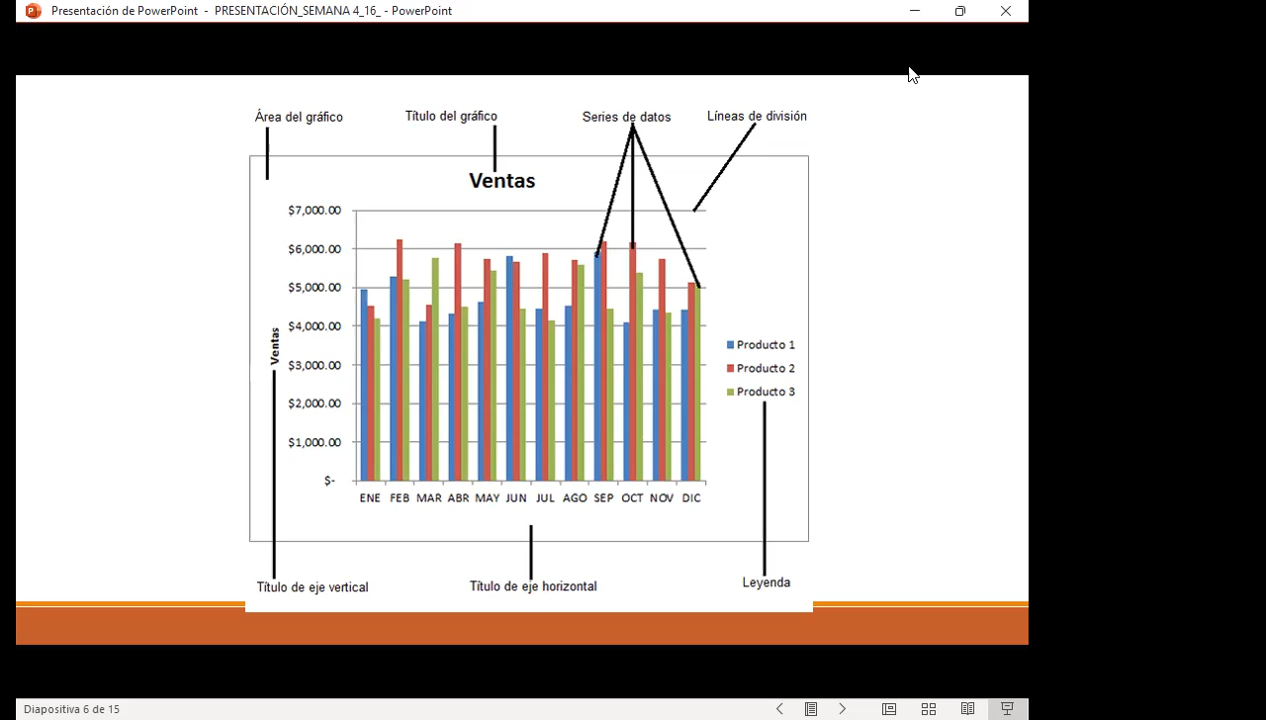 Presentación de PowerPoint - PRESENTACIÓN_SEMANA 4_16_ - PowerPoint
Área del gráfico
Título del gráfico
Series de datos
Líneas de división
Ventas
$7,000.00
$6,000.00
$5,000.00
$4,000.00
$3,000.00
$2,000.00
$1,000.00
$-
Ventas
Producto 1
Producto 2
Producto 3
ENE FEB MAR ABR MAY JUN JUL AGO SEP OCT NOV DIC
Título de eje vertical
Título de eje horizontal
Leyenda
Diapositiva 6 de 15